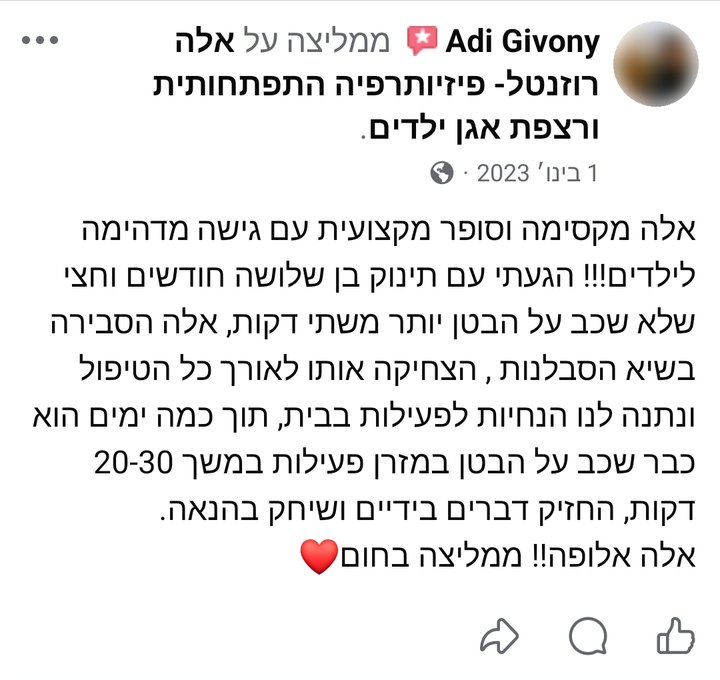 Adi Givony ממליצה על אלה
רוזנטל- פיזיותרפיה התפתחותית
ורצפת אגן ילדים.
1 בינו׳ 2023 ·
אלה מקסימה וסופר מקצועית עם גישה מדהימה
לילדים!!! הגעתי עם תינוק בן שלושה חודשים וחצי
שלא שכב על הבטן יותר משתי דקות, אלה הסבירה
בשיא הסבלנות , הצחיקה אותו לאורך כל הטיפול
ונתנה לנו הנחיות לפעילות בבית, תוך כמה ימים הוא
כבר שכב על הבטן במזרן פעילות במשך 20-30
דקות, החזיק דברים בידיים ושיחק בהנאה.
אלה אלופה!! ממליצה בחום❤️